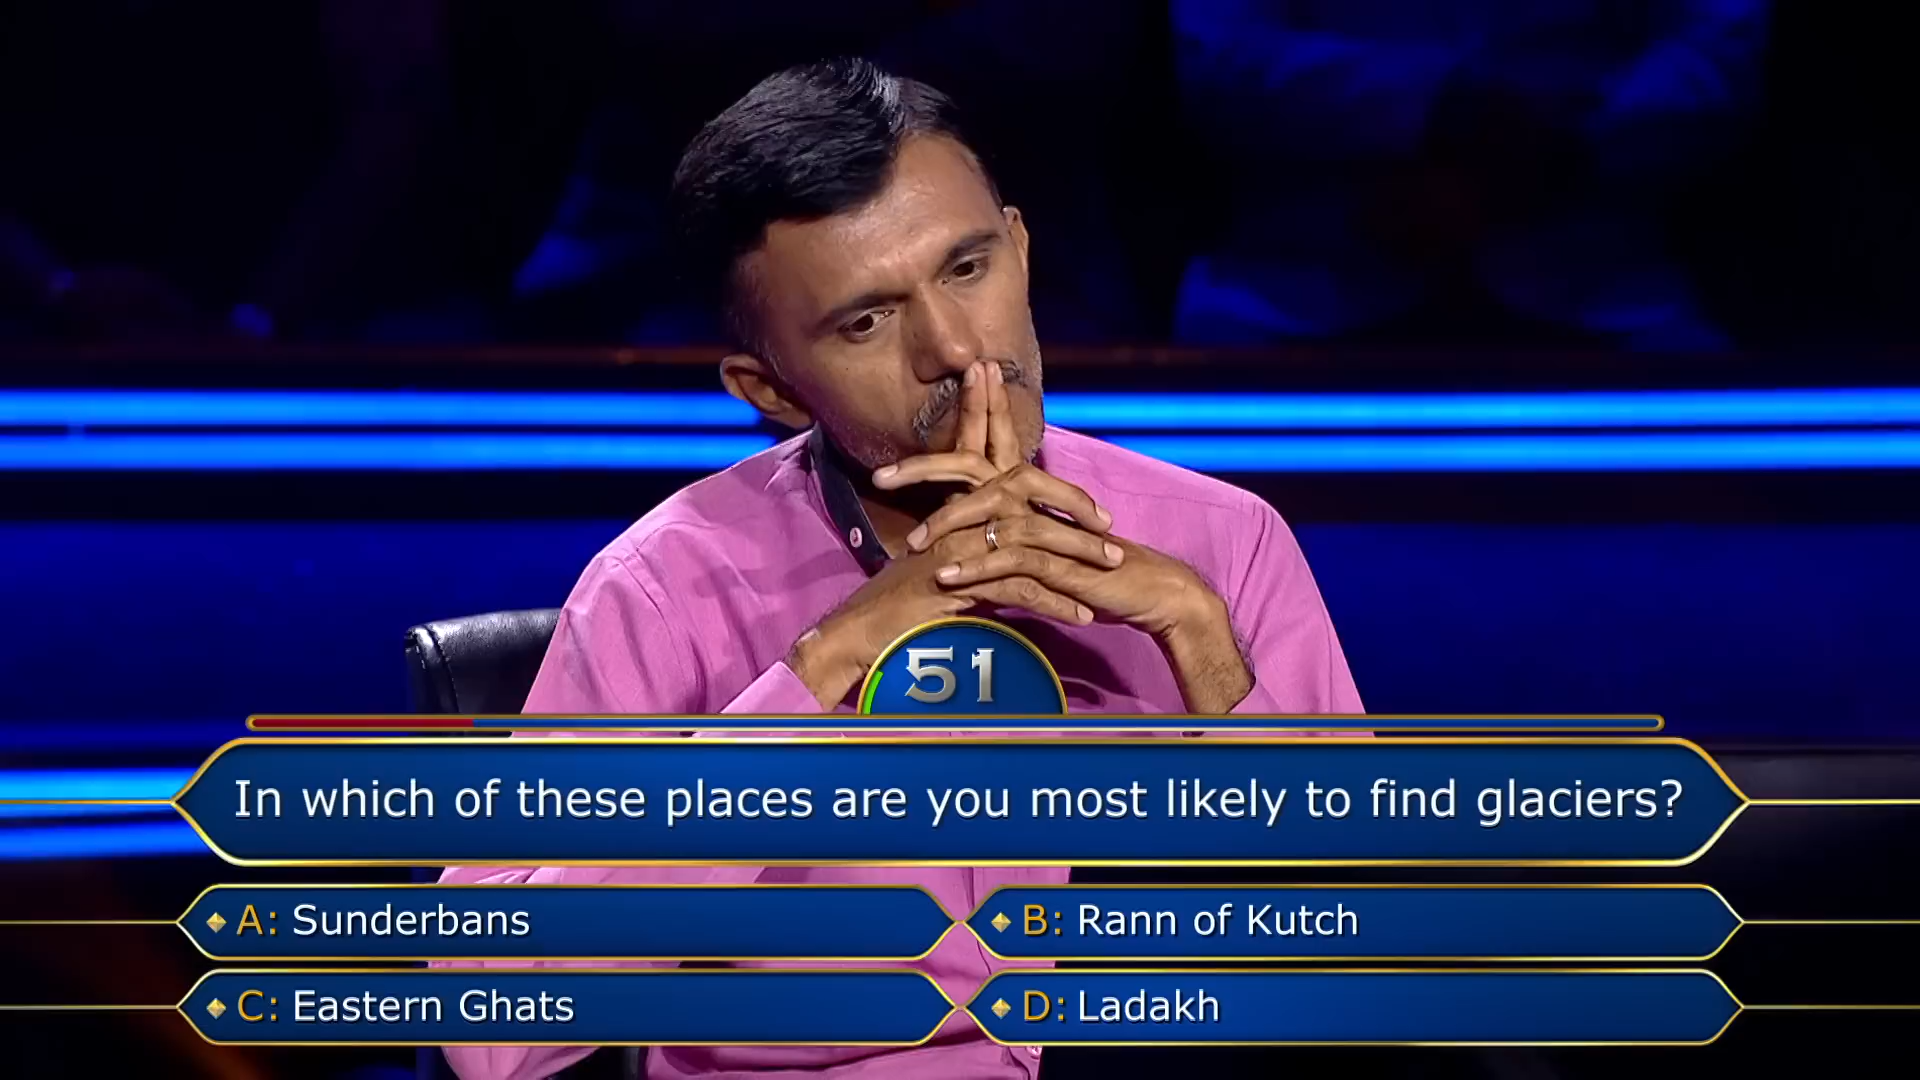 51
In which of these places are you most likely to find glaciers?
A: Sunderbans
B: Rann of Kutch
C: Eastern Ghats
D: Ladakh